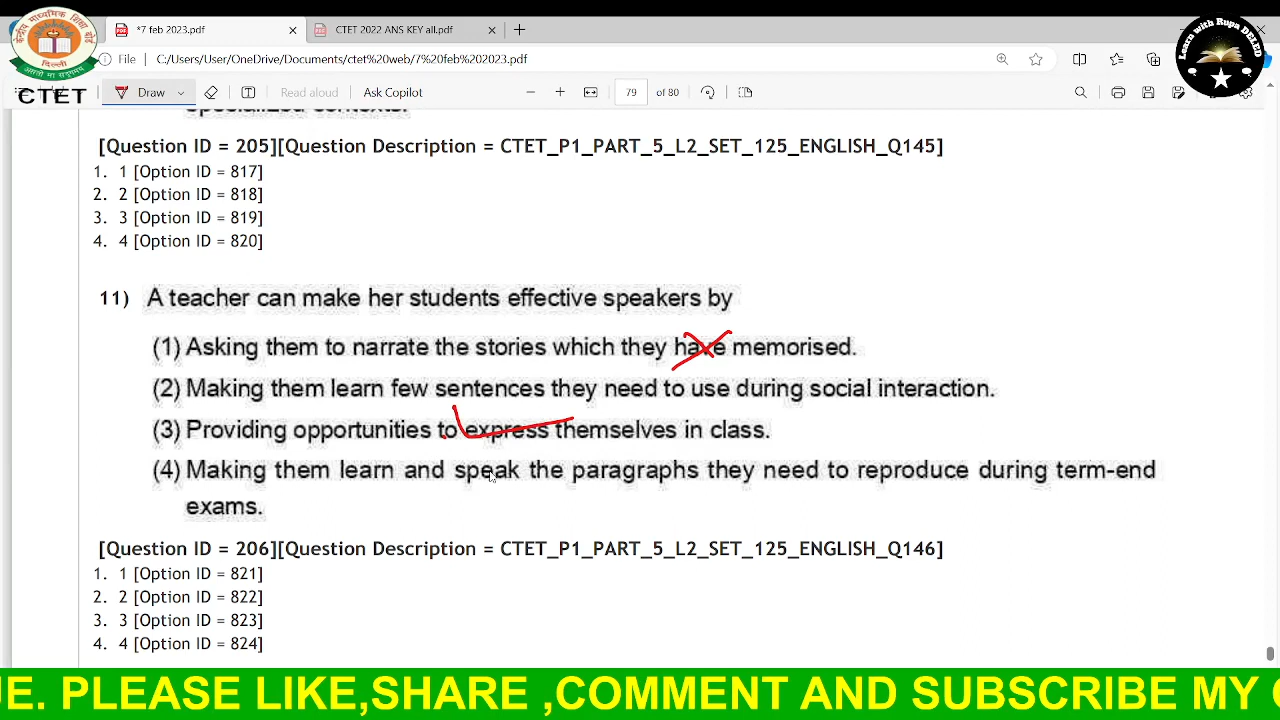 *7 feb 2023.pdf
CTET 2022 ANS KEY all.pdf
File C:/Users/User/OneDrive/Documents/ctet%20web/7%20feb%202023.pdf
Draw Read aloud Ask Copilot 79 of 80
CTET
Learn with Rupa DELED
specialized contexts.
[Question ID = 205][Question Description = CTET_P1_PART_5_L2_SET_125_ENGLISH_Q145]
1. 1 [Option ID = 817]
2. 2 [Option ID = 818]
3. 3 [Option ID = 819]
4. 4 [Option ID = 820]
11) A teacher can make her students effective speakers by
(1) Asking them to narrate the stories which they have memorised.
(2) Making them learn few sentences they need to use during social interaction.
(3) Providing opportunities to express themselves in class.
(4) Making them learn and speak the paragraphs they need to reproduce during term-end
exams.
[Question ID = 206][Question Description = CTET_P1_PART_5_L2_SET_125_ENGLISH_Q146]
1. 1 [Option ID = 821]
2. 2 [Option ID = 822]
3. 3 [Option ID = 823]
4. 4 [Option ID = 824]
UE. PLEASE LIKE,SHARE ,COMMENT AND SUBSCRIBE MY